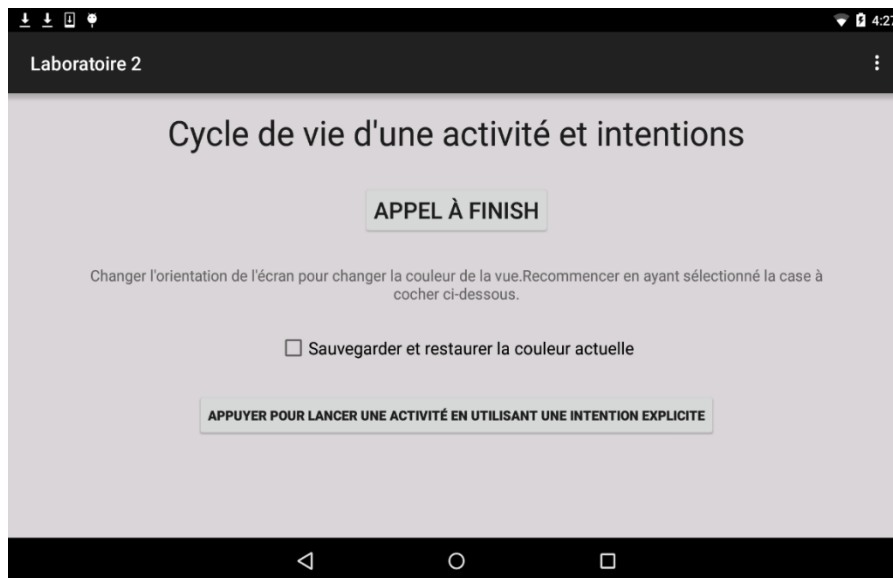 4:27
Laboratoire 2
Cycle de vie d'une activité et intentions
APPEL À FINISH
Changer l'orientation de l'écran pour changer la couleur de la vue.Recommencer en ayant sélectionné la case à
cocher ci-dessous.
Sauvegarder et restaurer la couleur actuelle
APPUYER POUR LANCER UNE ACTIVITÉ EN UTILISANT UNE INTENTION EXPLICITE